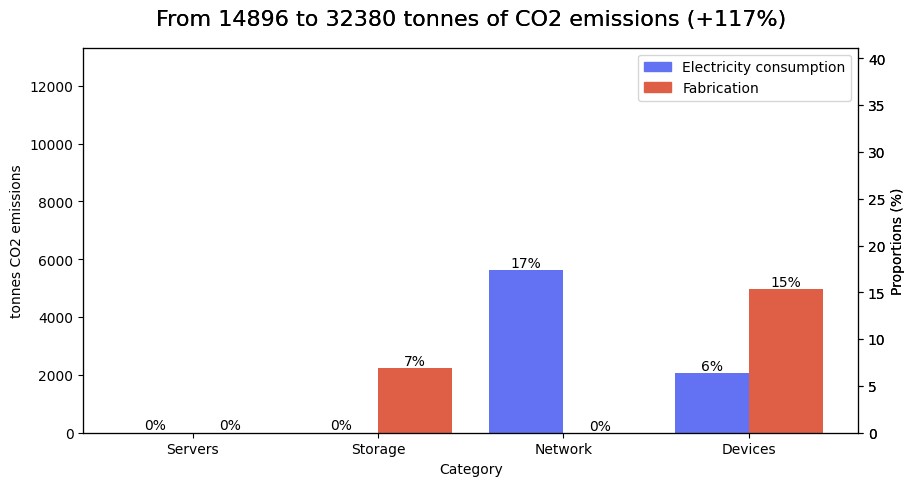 From 14896 to 32380 tonnes of CO2 emissions (+117%)
Electricity consumption
Fabrication
tonnes CO2 emissions
12000
10000
8000
6000
4000
2000
0
0%
0%
0%
7%
17%
0%
6%
15%
40
35
30
25
20
15
10
5
0
Proportions (%)
Servers
Storage
Network
Devices
Category